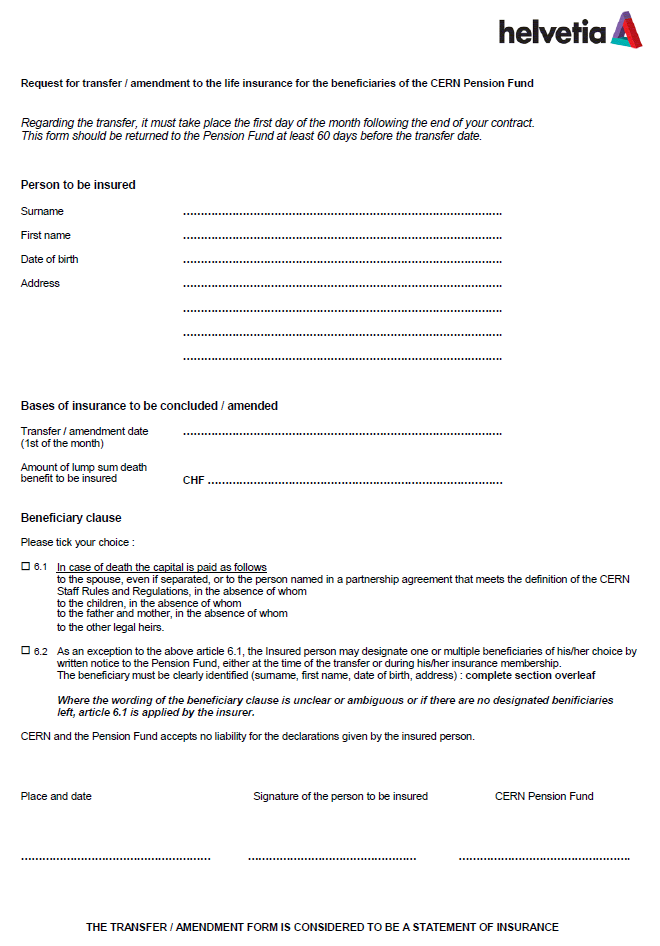 helvetia
Request for transfer / amendment to the life insurance for the beneficiaries of the CERN Pension Fund
Regarding the transfer, it must take place the first day of the month following the end of your contract.
This form should be returned to the Pension Fund at least 60 days before the transfer date.
Person to be insured
Surname ....................................................................................
First name ....................................................................................
Date of birth ....................................................................................
Address ....................................................................................
....................................................................................
....................................................................................
....................................................................................
Bases of insurance to be concluded / amended
Transfer / amendment date ....................................................................................
(1st of the month)
Amount of lump sum death
benefit to be insured CHF ....................................................................................
Beneficiary clause
Please tick your choice :
☐ 6.1 In case of death the capital is paid as follows
to the spouse, even if separated, or to the person named in a partnership agreement that meets the definition of the CERN
Staff Rules and Regulations, in the absence of whom
to the children, in the absence of whom
to the father and mother, in the absence of whom
to the other legal heirs.
☐ 6.2 As an exception to the above article 6.1, the Insured person may designate one or multiple beneficiaries of his/her choice by
written notice to the Pension Fund, either at the time of the transfer or during his/her insurance membership.
The beneficiary must be clearly identified (surname, first name, date of birth, address) : complete section overleaf
Where the wording of the beneficiary clause is unclear or ambiguous or if there are no designated benificiaries
left, article 6.1 is applied by the insurer.
CERN and the Pension Fund accepts no liability for the declarations given by the insured person.
Place and date Signature of the person to be insured CERN Pension Fund
.................................................... .................................................... ....................................................
THE TRANSFER / AMENDMENT FORM IS CONSIDERED TO BE A STATEMENT OF INSURANCE